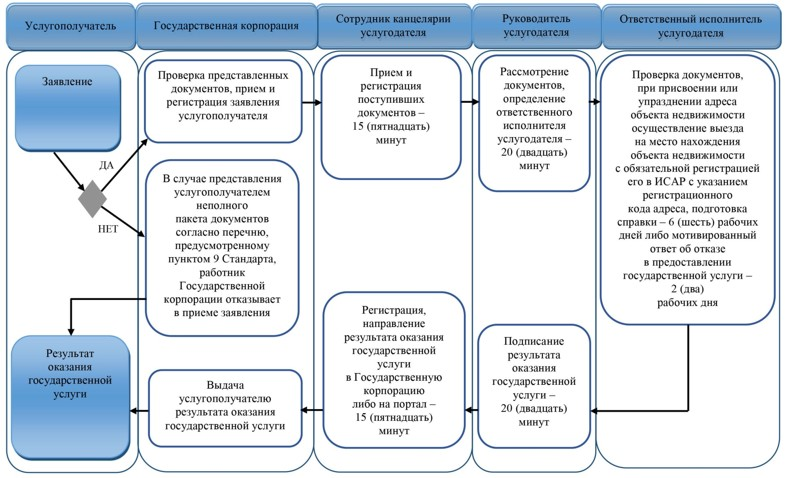 Услугополучатель
Государственная корпорация
Сотрудник канцелярии
услугодателя
Руководитель
услугодателя
Ответственный исполнитель
услугодателя
Заявление
ДА
НЕТ
Проверка представленных
документов, прием и
регистрация заявления
услугополучателя
Прием и
регистрация
поступивших
документов –
15 (пятнадцать)
минут
Рассмотрение
документов,
определение
ответственного
исполнителя
услугодателя –
20 (двадцать)
минут
Проверка документов,
при присвоении или
упразднении адреса
объекта недвижимости
осуществление выезда
на место нахождения
объекта недвижимости
с обязательной регистрацией
его в ИСАР с указанием
регистрационного
кода адреса, подготовка
справки – 6 (шесть) рабочих
дней либо мотивированный
ответ об отказе
в предоставлении
государственной услуги –
2 (два)
рабочих дня
В случае представления
услугополучателем
неполного
пакета документов
согласно перечню,
предусмотренному
пунктом 9 Стандарта,
работник
Государственной
корпорации отказывает
в приеме заявления
Результат
оказания
государственной
услуги
Выдача
услугополучателю
результата оказания
государственной услуги
Регистрация,
направление
результата оказания
государственной
услуги
в Государственную
корпорацию
либо на портал –
15 (пятнадцать)
минут
Подписание
результата
оказания
государственной
услуги –
20 (двадцать)
минут